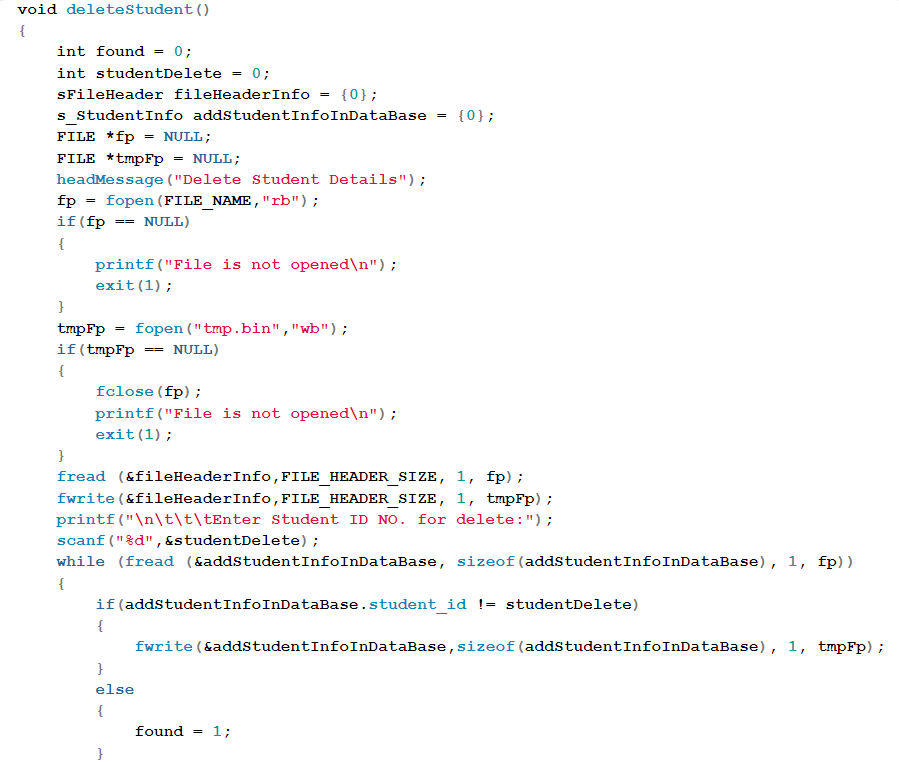 void deleteStudent()
{
    int found = 0;
    int studentDelete = 0;
    sFileHeader fileHeaderInfo = {0};
    s_StudentInfo addStudentInfoInDataBase = {0};
    FILE *fp = NULL;
    FILE *tmpFp = NULL;
    headMessage("Delete Student Details");
    fp = fopen(FILE_NAME,"rb");
    if(fp == NULL)
    {
        printf("File is not opened\n");
        exit(1);
    }
    tmpFp = fopen("tmp.bin","wb");
    if(tmpFp == NULL)
    {
        fclose(fp);
        printf("File is not opened\n");
        exit(1);
    }
    fread (&fileHeaderInfo,FILE_HEADER_SIZE, 1, fp);
    fwrite(&fileHeaderInfo,FILE_HEADER_SIZE, 1, tmpFp);
    printf("\n\t\t\tEnter Student ID NO. for delete:");
    scanf("%d",&studentDelete);
    while (fread (&addStudentInfoInDataBase, sizeof(addStudentInfoInDataBase), 1, fp))
    {
        if(addStudentInfoInDataBase.student_id != studentDelete)
        {
            fwrite(&addStudentInfoInDataBase,sizeof(addStudentInfoInDataBase), 1, tmpFp);
        }
        else
        {
            found = 1;
        }